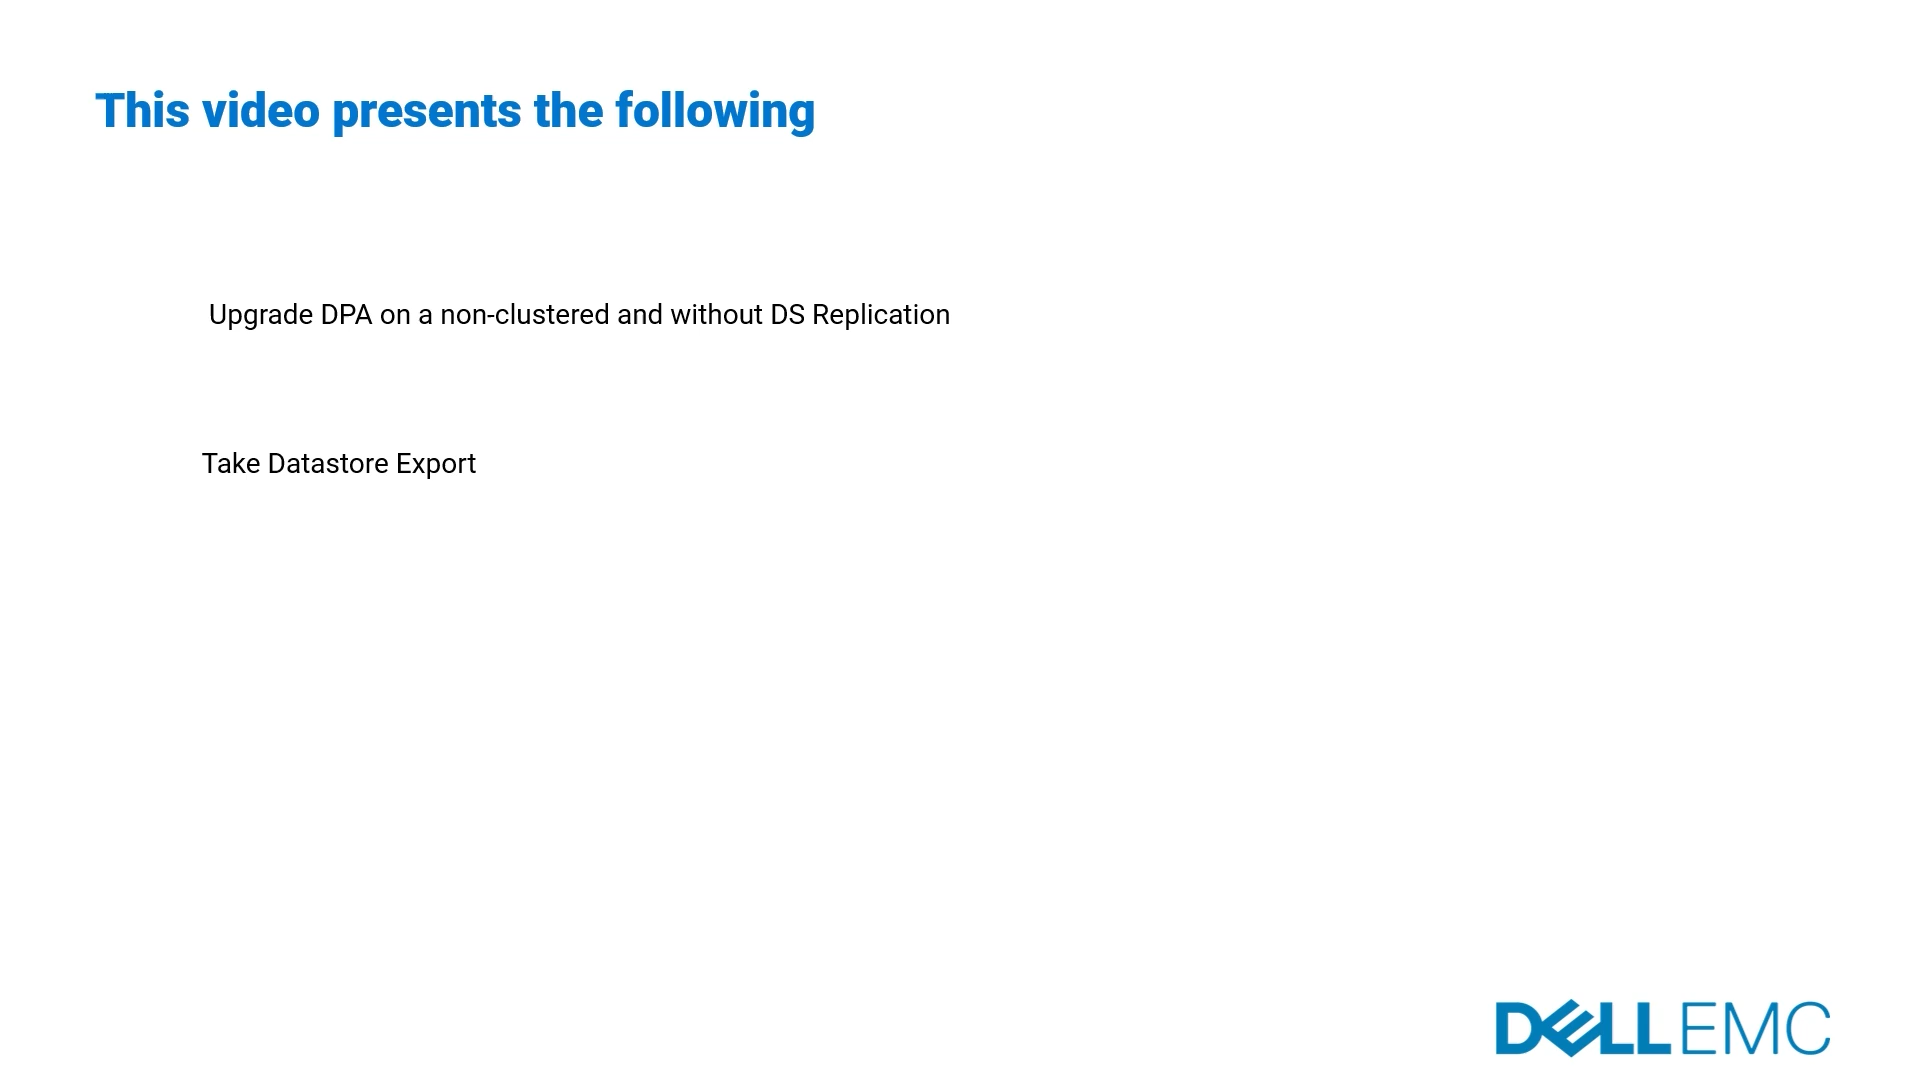 This video presents the following
Upgrade DPA on a non-clustered and without DS Replication
Take Datastore Export
DELLEMC